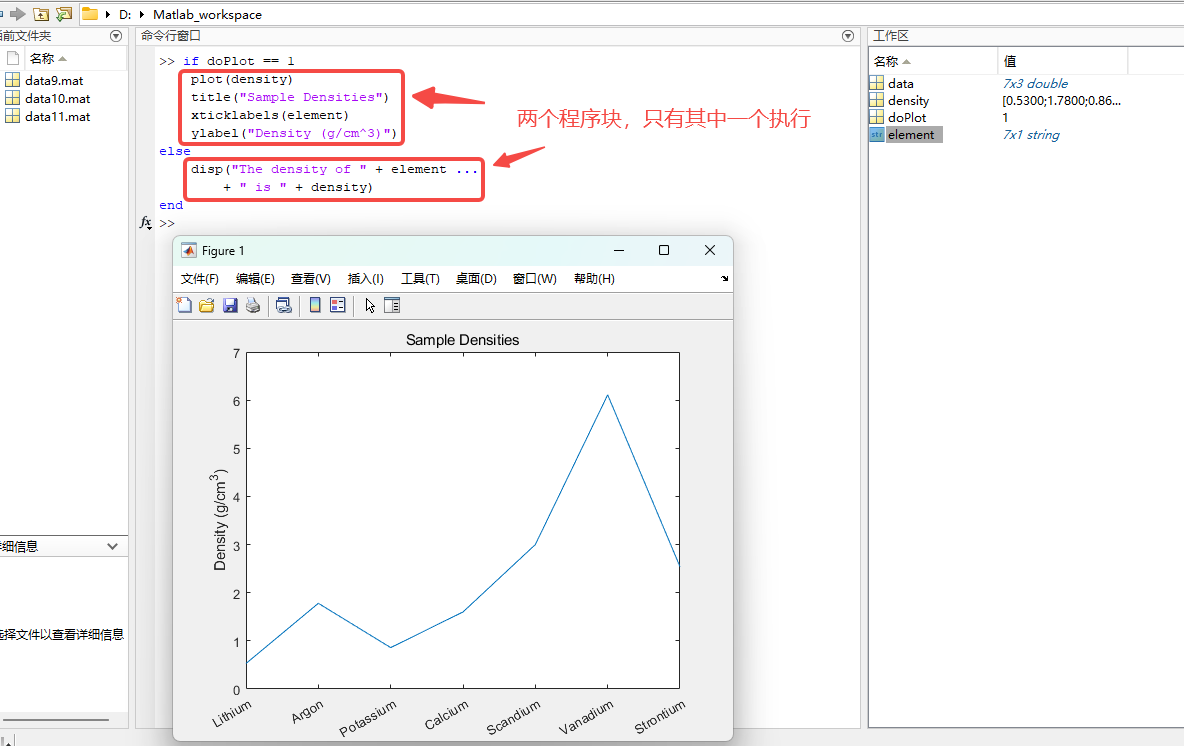 D:
Matlab_workspace
前文件夹
名称
data9.mat
data10.mat
data11.mat
细信息
选择文件以查看详细信息
命令行窗口
>> if doPlot == 1
plot(density)
title("Sample Densities")
xticklabels(element)
ylabel("Density (g/cm^3)")
else
disp("The density of " + element ...
+ " is " + density)
end
fx >>
两个程序块，只有其中一个执行
Figure 1
文件(F) 编辑(E) 查看(V) 插入(I) 工具(T) 桌面(D) 窗口(W) 帮助(H)
Sample Densities
7
6
5
4
3
2
1
0
Density (g/cm³)
Lithium Argon Potassium Calcium Scandium Vanadium Strontium
工作区
名称 值
data 7x3 double
density [0.5300;1.7800;0.86...
doPlot 1
str element 7x1 string